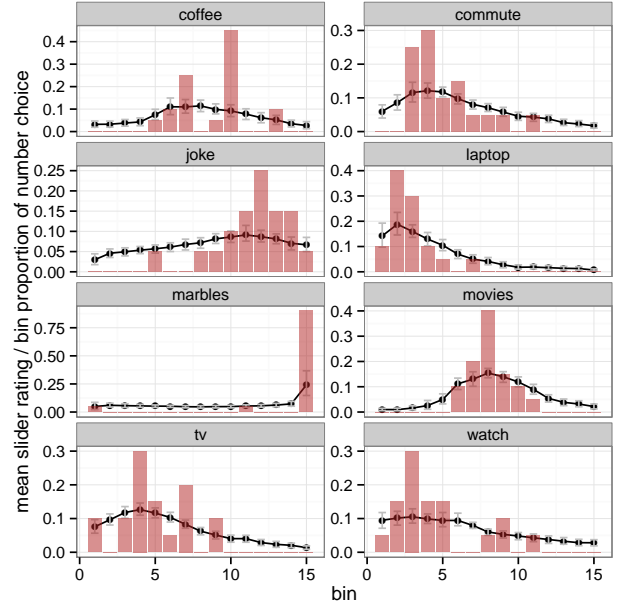 coffee commute
0.4 0.3
0.3 0.2
0.2
0.1 0.1
0.0 0.0
joke laptop
0.25 0.4
0.20 0.3
0.15 0.2
0.10
0.05 0.1
0.00 0.0
marbles movies
0.4
0.75 0.3
0.50 0.2
0.25 0.1
0.00 0.0
tv watch
0.3 0.3
0.2 0.2
0.1 0.1
0.0 0.0
0 5 10 15 0 5 10 15
bin
mean slider rating / bin proportion of number choice